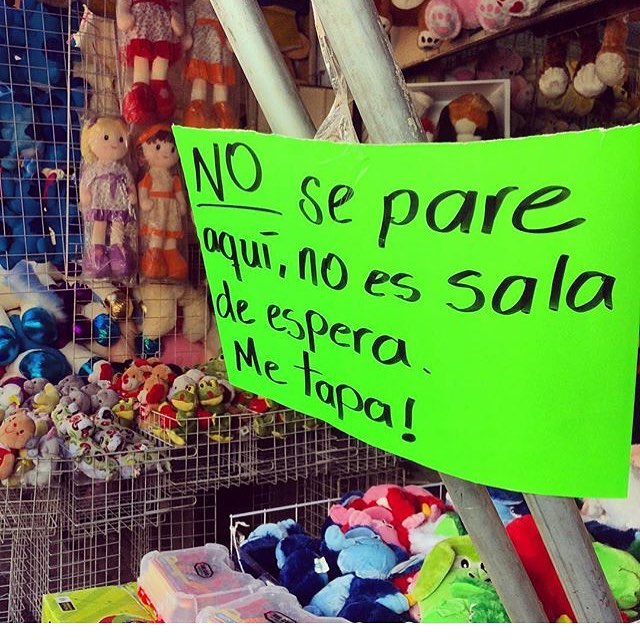 NO se pare
aquí, no es sala
de espera.
Me tapa!